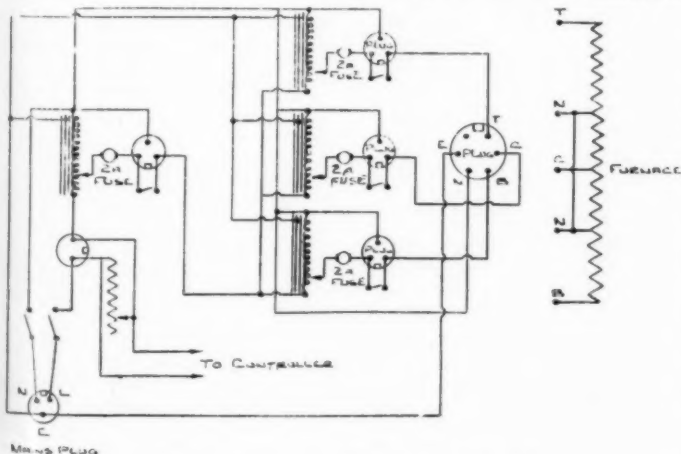 PLUG
2A
FUSE
PLUG
2A
FUSE
PLUG
2A
FUSE
2A
FUSE
T
E
PLUG
C
N
B
T
N
C
N
B
FURNACE
TO CONTROLLER
N
L
E
MAINS PLUG